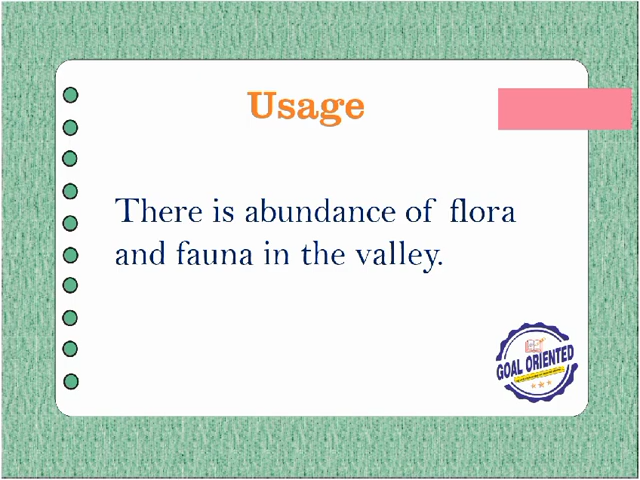 Usage
There is abundance of flora
and fauna in the valley.
GOAL ORIENTED